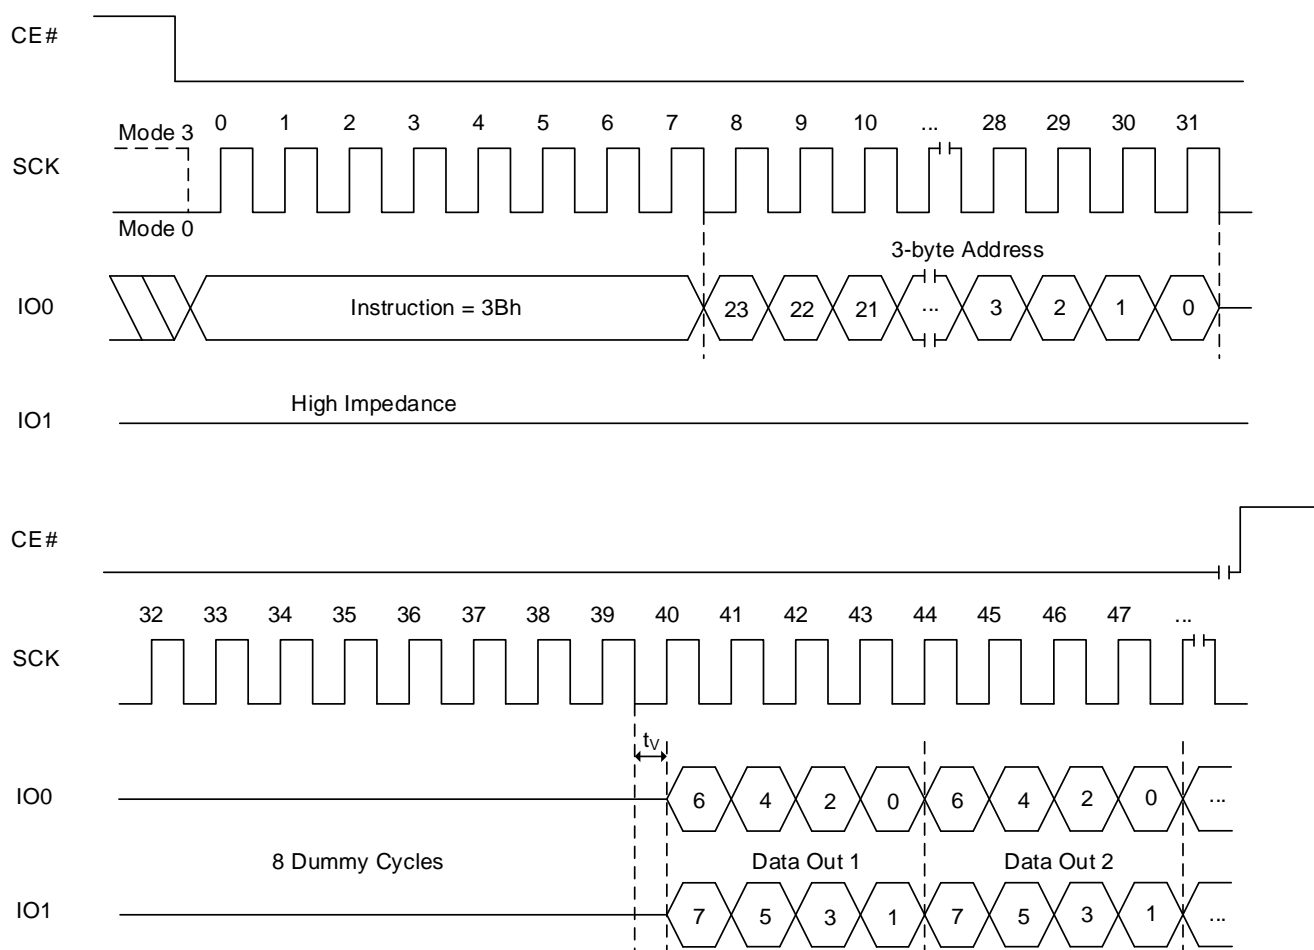 CE#
Mode 3 0 1 2 3 4 5 6 7 8 9 10 ... 28 29 30 31
SCK
Mode 0
3-byte Address
IO0 Instruction = 3Bh 23 22 21 ... 3 2 1 0
High Impedance
IO1
CE#
32 33 34 35 36 37 38 39 40 41 42 43 44 45 46 47 ...
SCK
tV
IO0 6 4 2 0 6 4 2 0 ...
8 Dummy Cycles Data Out 1 Data Out 2
IO1 7 5 3 1 7 5 3 1 ...